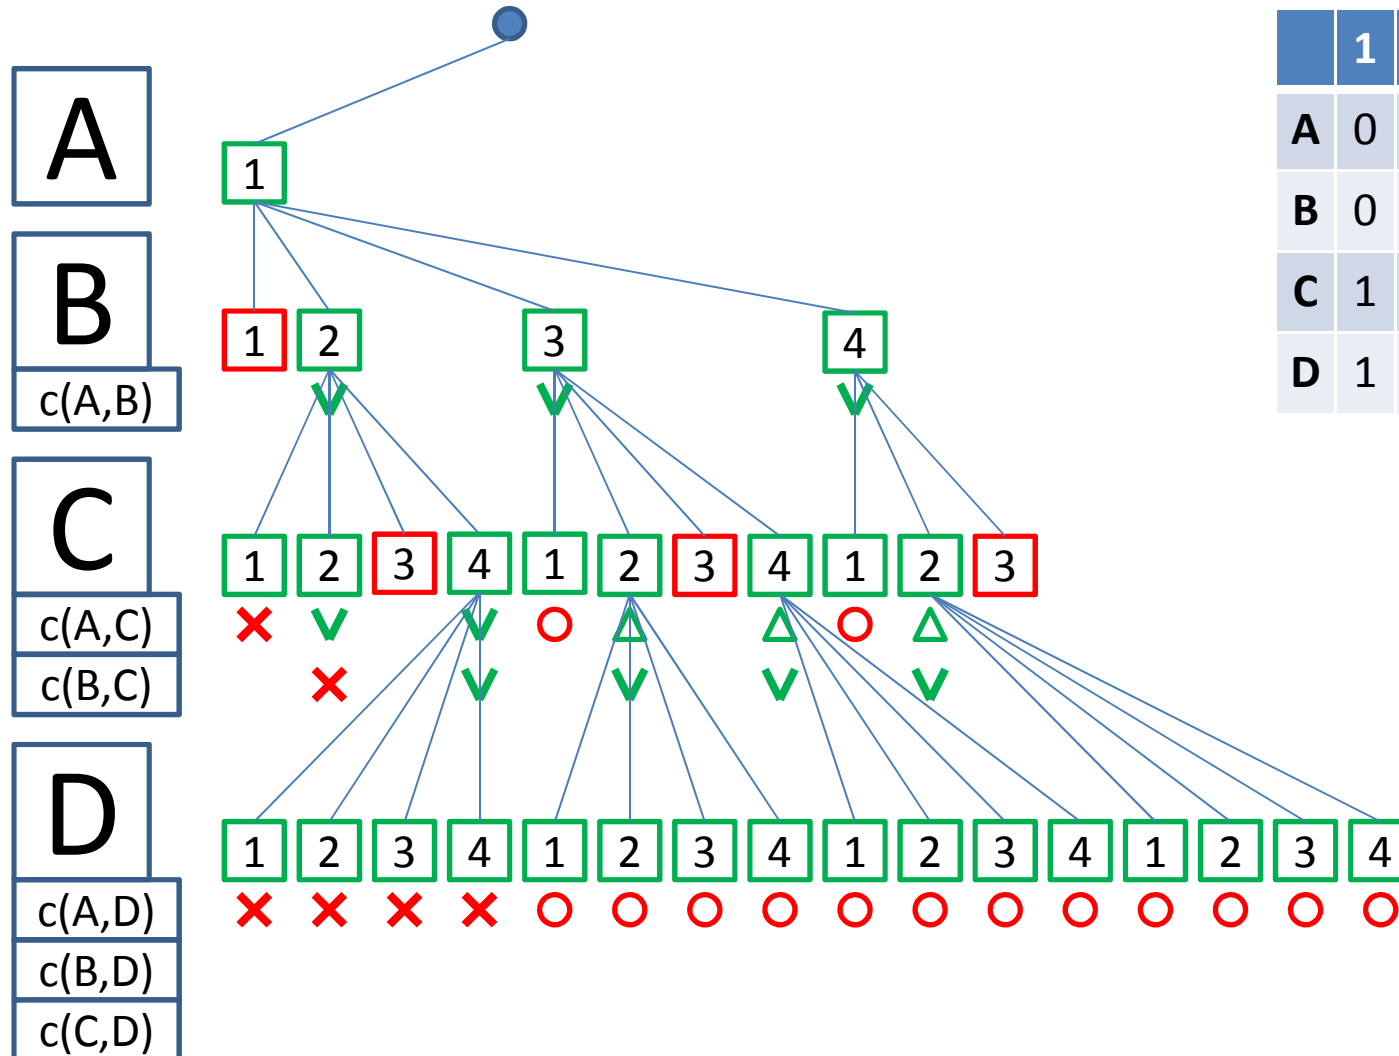 1
A
A 0
1
B 0
B
1 2 3 4
c(A,B)
C 1
D 1
C
1 2 3 4 1 2 3 4 1 2 3
c(A,C)
c(B,C)
D
1 2 3 4 1 2 3 4 1 2 3 4 1 2 3 4
c(A,D)
c(B,D)
c(C,D)